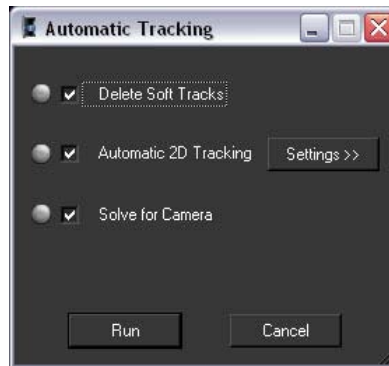 Automatic Tracking
Delete Soft Tracks
Automatic 2D Tracking Settings >>
Solve for Camera
Run Cancel